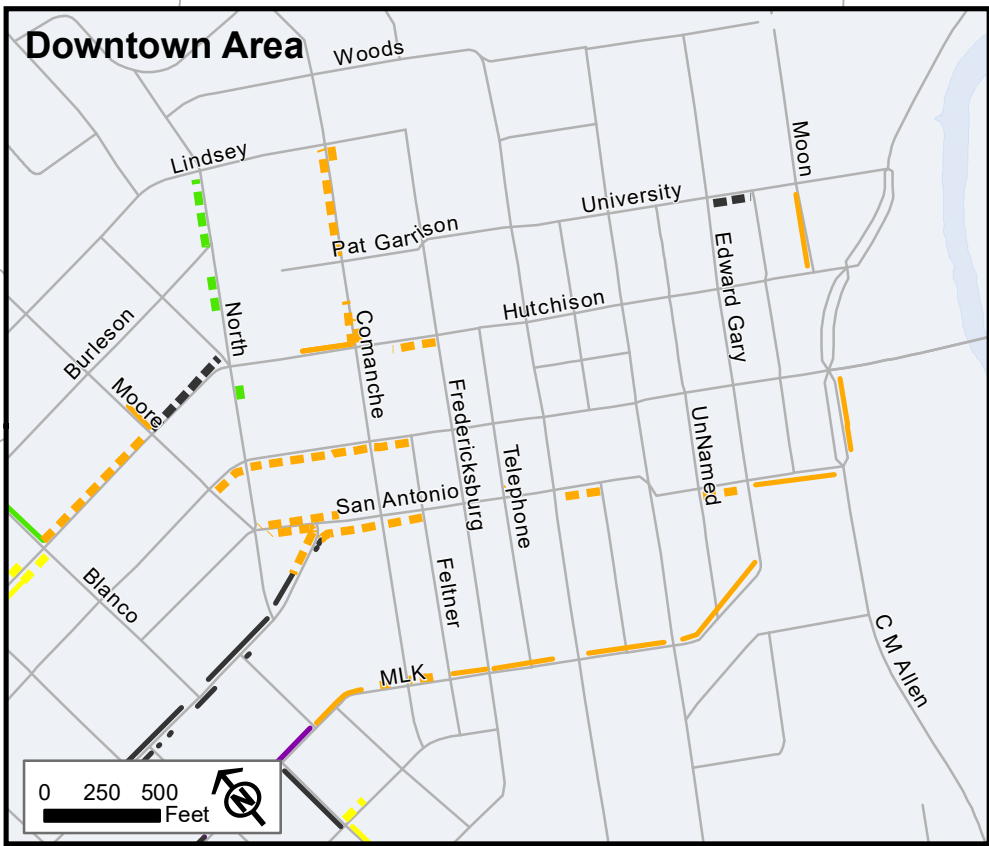 Downtown Area
Woods
Lindsey
Moon
University
Pat Garrison
Edward Gary
Hutchison
North
Comanche
Burleson
Moore
Fredericksburg
UnNamed
Telephone
San Antonio
Feltner
Blanco
C M Allen
MLK
0 250 500
Feet
N